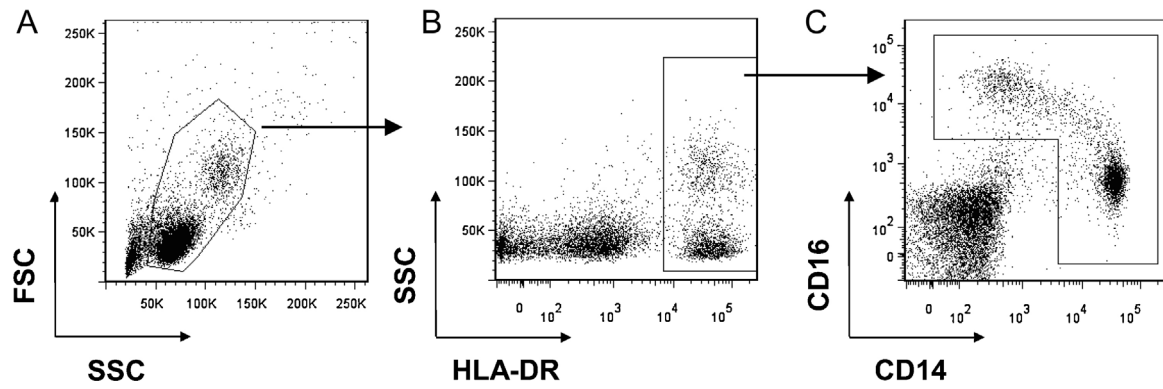 A
250K
200K
150K
100K
50K
50K 100K 150K 200K 250K
FSC
SSC
B
250K
200K
150K
100K
50K
0
0 10² 10³ 10⁴ 10⁵
SSC
HLA-DR
C
10⁵
10⁴
10³
10²
0
0 10² 10³ 10⁴ 10⁵
CD16
CD14